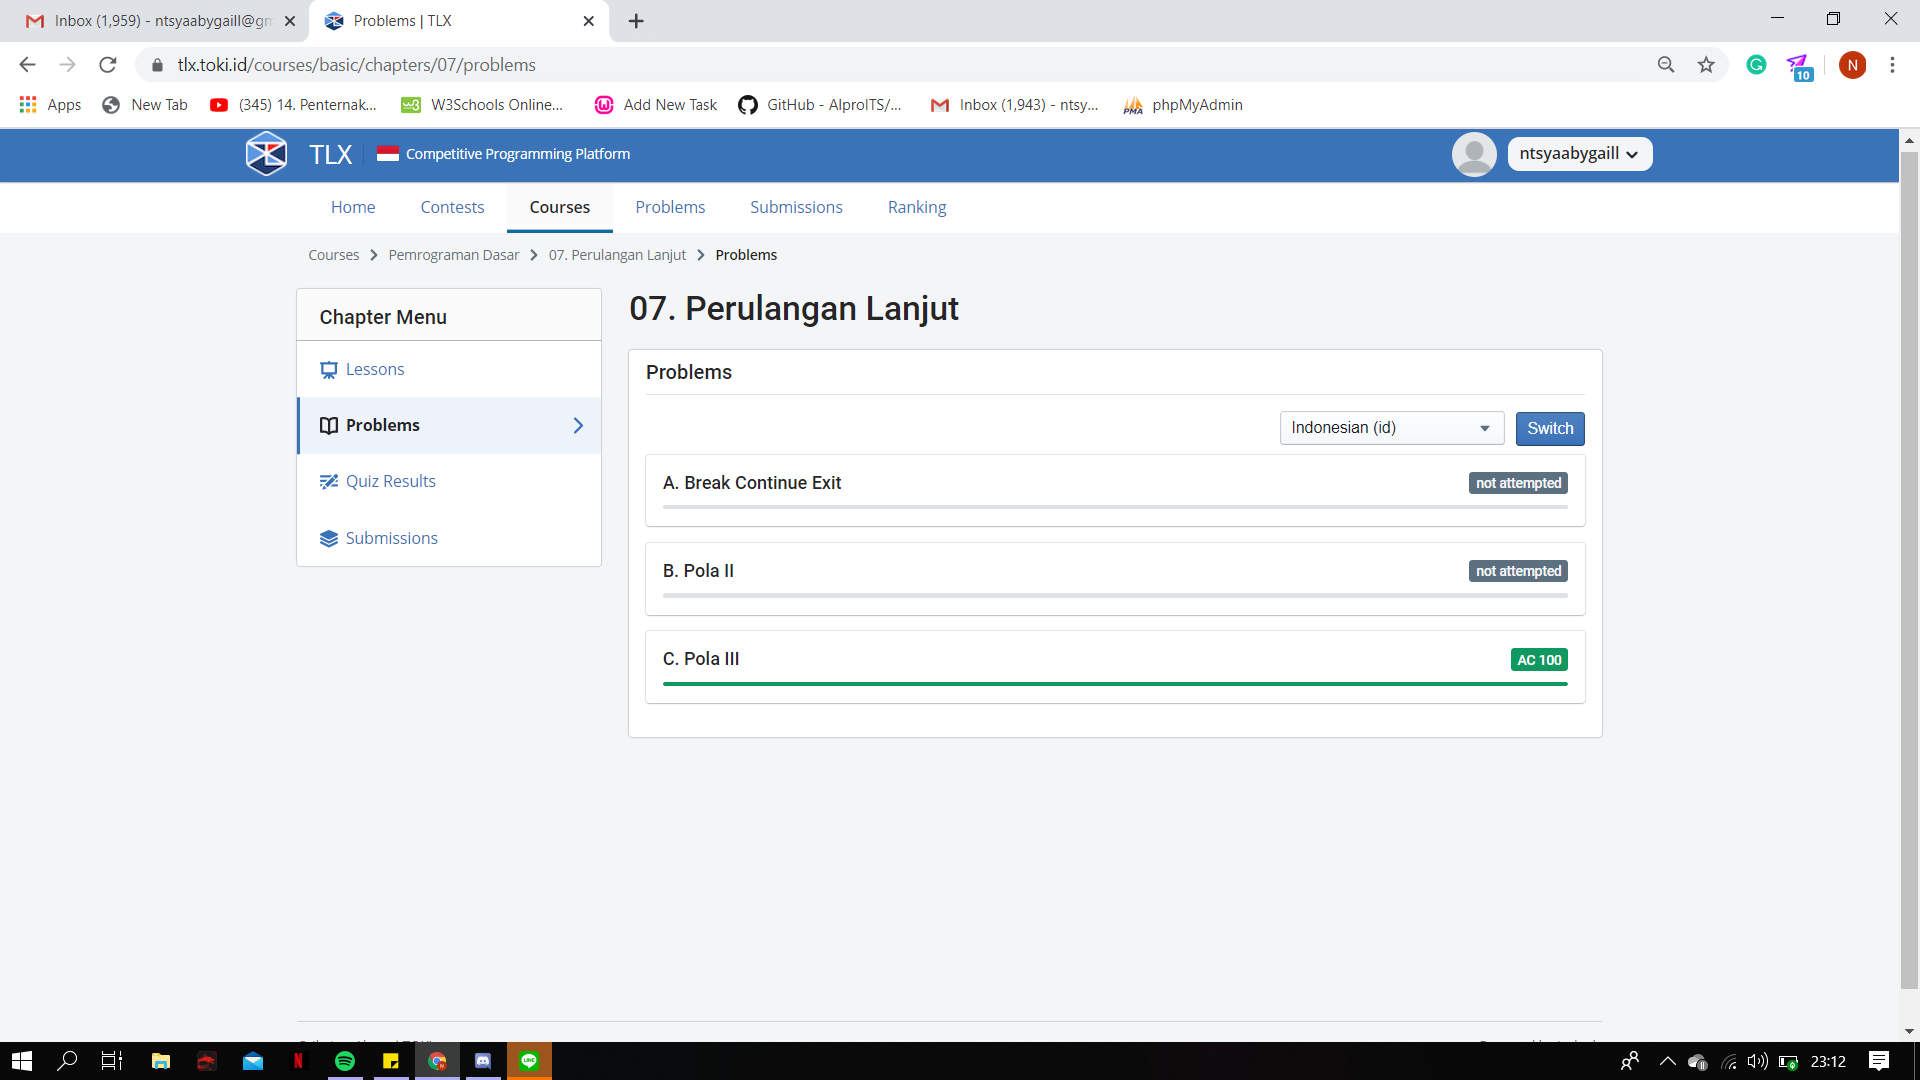 Inbox (1,959) - ntsyaabygaill@gm
Problems | TLX
tlx.toki.id/courses/basic/chapters/07/problems
10
N
Apps
New Tab
(345) 14. Penternak...
W3Schools Online...
Add New Task
GitHub - AlproITS/...
Inbox (1,943) - ntsy...
PMA
phpMyAdmin
TLX
Competitive Programming Platform
ntsyaabygaill
Home
Contests
Courses
Problems
Submissions
Ranking
Courses
Pemrograman Dasar
07. Perulangan Lanjut
Problems
Chapter Menu
Lessons
Problems
Quiz Results
Submissions
07. Perulangan Lanjut
Problems
Indonesian (id)
Switch
A. Break Continue Exit
not attempted
B. Pola II
not attempted
C. Pola III
AC 100
23:12